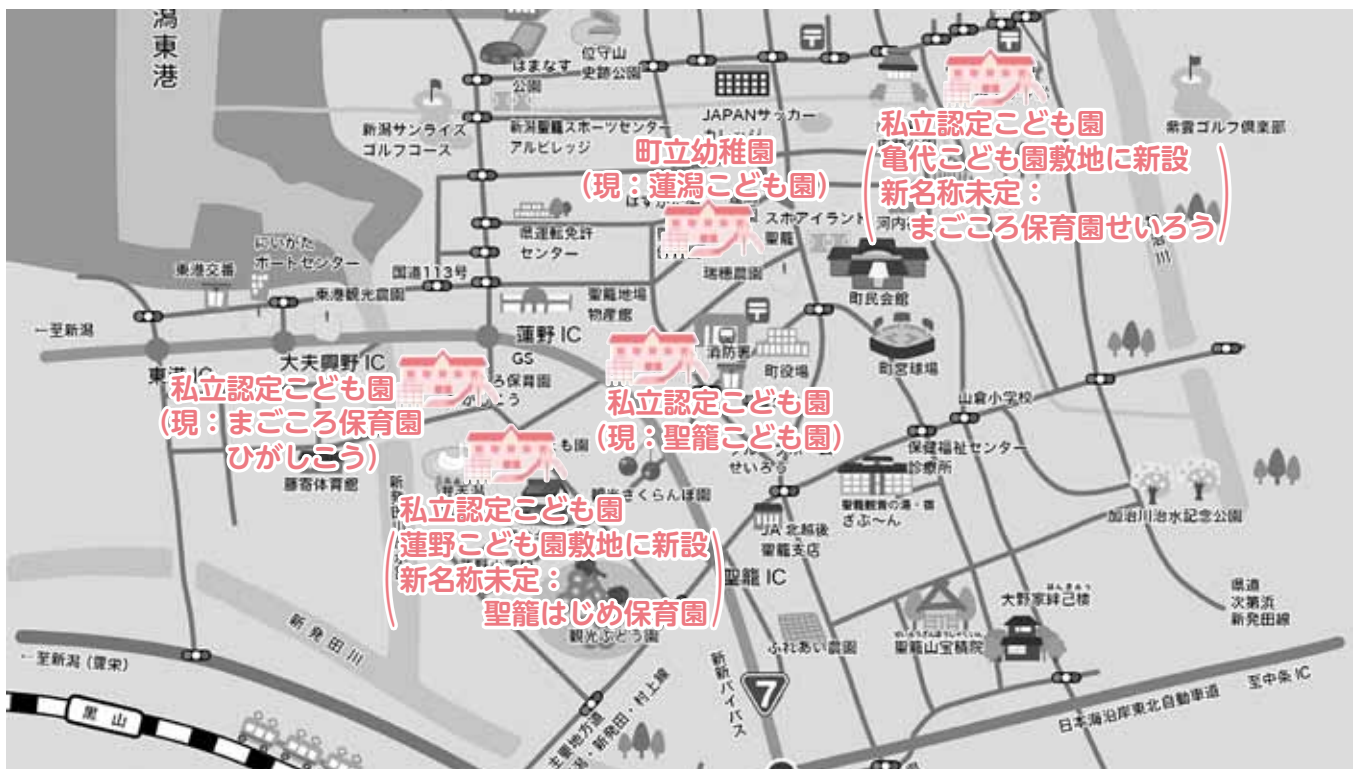 潟東港
はまなす
公園
位守山
史跡公園
新潟サンライズ
ゴルフコース
新潟聖籠スポーツセンター
アルビレッジ
JAPANサッカー
カレッジ
紫雲ゴルフ倶楽部
私立認定こども園
亀代こども園敷地に新設
新名称未定：
まごころ保育園せいろう
町立幼稚園
(現：蓮潟こども園)
県運転免許
センター
スポアイランド
聖籠
瑞穂農園
町民会館
にいがた
ポートセンター
東港交番
国道113号
東港観光農園
聖籠地場
物産館
←至新潟
東港IC
大夫興野IC
蓮野IC
GS
消防署
町役場
町営球場
私立認定こども園
(現：まごころ保育園
ひがしこう)
私立認定こども園
(現：聖籠こども園)
せいろう
山倉小学校
保健福祉センター
診療所
藤寄体育館
観光さくらんぼ園
聖籠観音の湯・宿
ざぶ〜ん
加治川治水記念公園
私立認定こども園
蓮野こども園敷地に新設
新名称未定：
聖籠はじめ保育園
JA北越後
聖籠支店
聖籠IC
観光ぶどう園
県道
次第浜
新発田線
大野家絆己楼
聖籠山宝積院
ふれあい農園
新発田川
←至新潟(豊栄)
黒山
主要地方道
新新バイパス
7
日本海沿岸東北自動車道
至中条IC